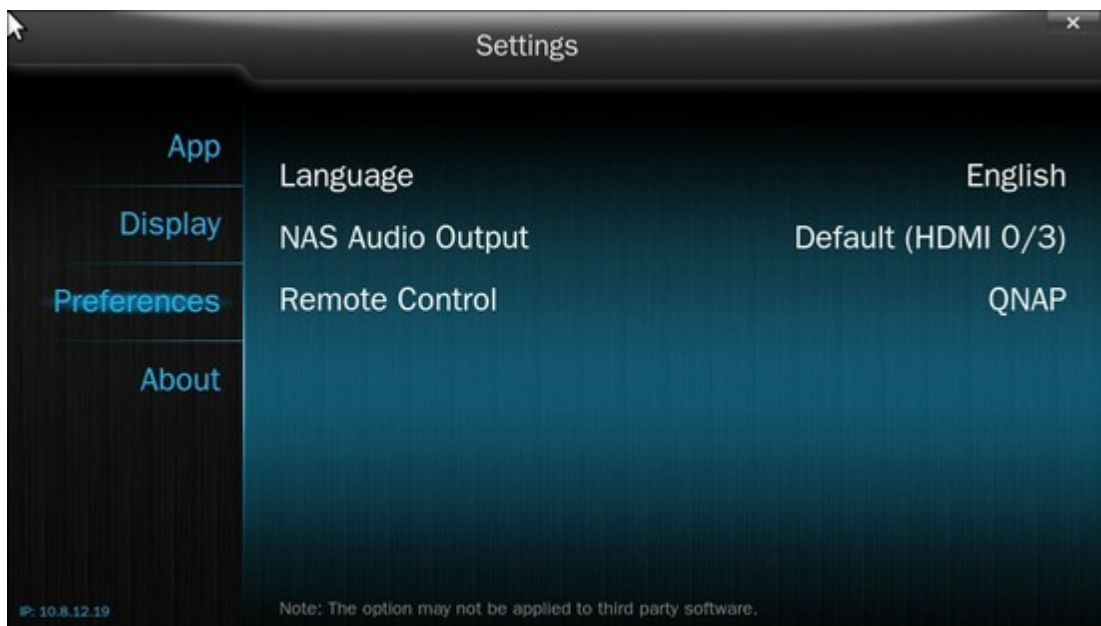 Settings
App
Display
Preferences
About
Language English
NAS Audio Output Default (HDMI 0/3)
Remote Control QNAP
IP: 10.8.12.19
Note: The option may not be applied to third party software.